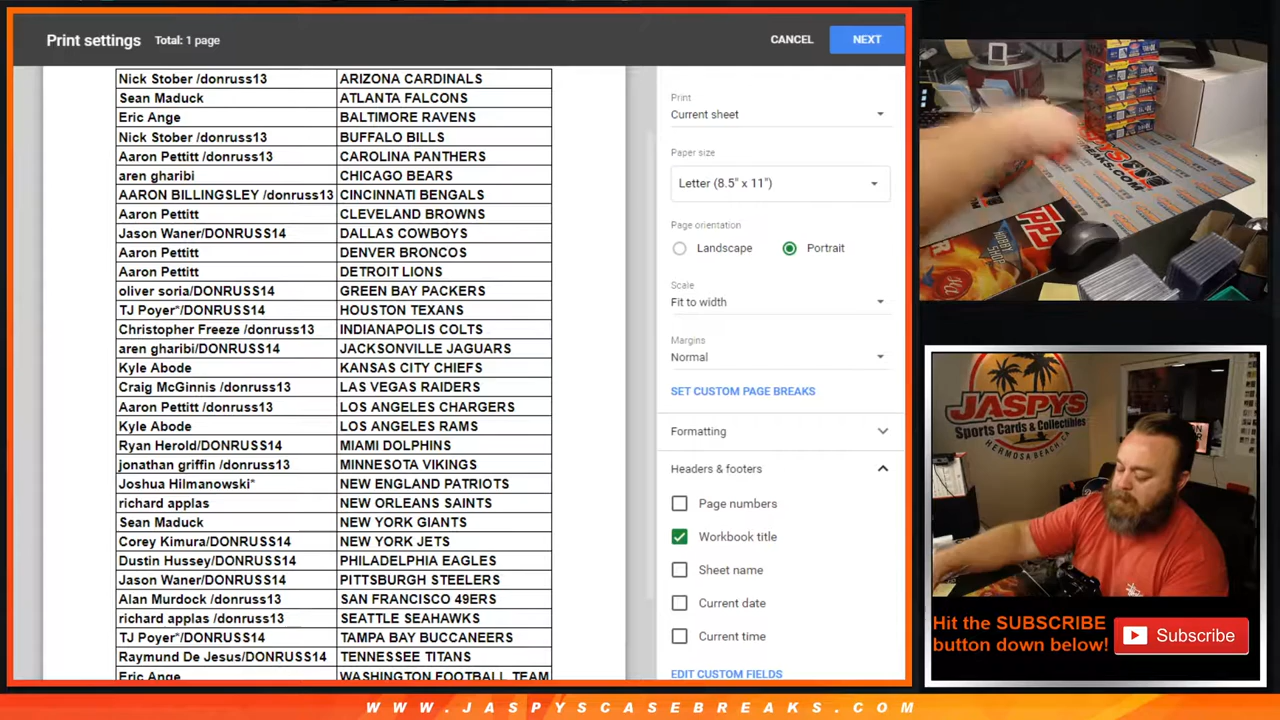 Print settings Total: 1 page CANCEL NEXT
Nick Stober /donruss13 ARIZONA CARDINALS
Sean Maduck ATLANTA FALCONS
Eric Ange BALTIMORE RAVENS
Nick Stober /donruss13 BUFFALO BILLS
Aaron Pettitt /donruss13 CAROLINA PANTHERS
aren gharibi CHICAGO BEARS
AARON BILLINGSLEY /donruss13 CINCINNATI BENGALS
Aaron Pettitt CLEVELAND BROWNS
Jason Waner/DONRUSS14 DALLAS COWBOYS
Aaron Pettitt DENVER BRONCOS
Aaron Pettitt DETROIT LIONS
oliver soria/DONRUSS14 GREEN BAY PACKERS
TJ Poyer*/DONRUSS14 HOUSTON TEXANS
Christopher Freeze /donruss13 INDIANAPOLIS COLTS
aren gharibi/DONRUSS14 JACKSONVILLE JAGUARS
Kyle Abode KANSAS CITY CHIEFS
Craig McGinnis /donruss13 LAS VEGAS RAIDERS
Aaron Pettitt /donruss13 LOS ANGELES CHARGERS
Kyle Abode LOS ANGELES RAMS
Ryan Herold/DONRUSS14 MIAMI DOLPHINS
jonathan griffin /donruss13 MINNESOTA VIKINGS
Joshua Hilmanowski* NEW ENGLAND PATRIOTS
richard applas NEW ORLEANS SAINTS
Sean Maduck NEW YORK GIANTS
Corey Kimura/DONRUSS14 NEW YORK JETS
Dustin Hussey/DONRUSS14 PHILADELPHIA EAGLES
Jason Waner/DONRUSS14 PITTSBURGH STEELERS
Alan Murdock /donruss13 SAN FRANCISCO 49ERS
richard applas /donruss13 SEATTLE SEAHAWKS
TJ Poyer*/DONRUSS14 TAMPA BAY BUCCANEERS
Raymund De Jesus/DONRUSS14 TENNESSEE TITANS
Eric Ange WASHINGTON FOOTBALL TEAM
Print
Current sheet
Paper size
Letter (8.5" x 11")
Page orientation
Landscape Portrait
Scale
Fit to width
Margins
Normal
SET CUSTOM PAGE BREAKS
Formatting
Headers & footers
Page numbers
Workbook title
Sheet name
Current date
Current time
EDIT CUSTOM FIELDS
HOBBY
SHOP
JASPYS
Sports Cards & Collectibles
HERMOSA BEACH, CA
Hit the SUBSCRIBE
button down below!
Subscribe
WWW.JASPYSCASEBREAKS.COM